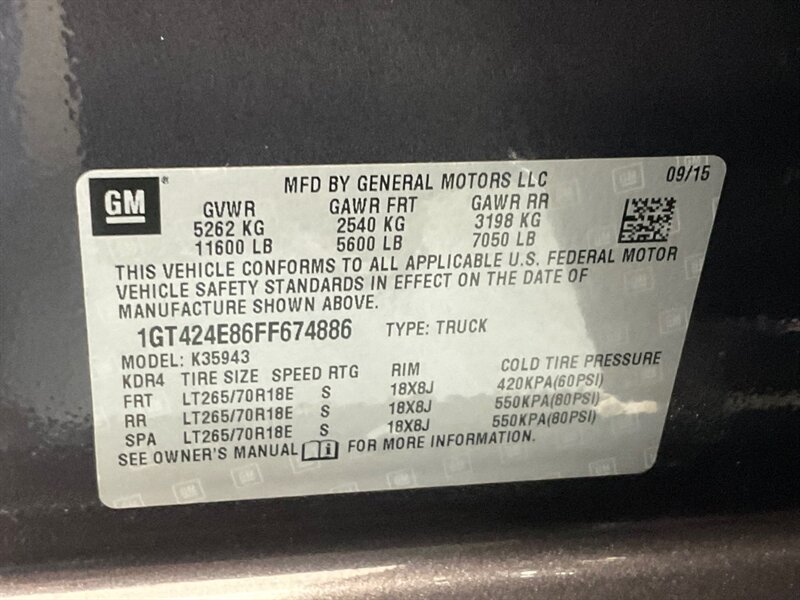 GM ® MFD BY GENERAL MOTORS LLC 09/15
GVWR GAWR FRT GAWR RR
5262 KG 2540 KG 3198 KG
11600 LB 5600 LB 7050 LB
THIS VEHICLE CONFORMS TO ALL APPLICABLE U.S. FEDERAL MOTOR
VEHICLE SAFETY STANDARDS IN EFFECT ON THE DATE OF
MANUFACTURE SHOWN ABOVE.
1GT424E86FF674886 TYPE: TRUCK
MODEL: K35943
KDR4 TIRE SIZE SPEED RTG RIM COLD TIRE PRESSURE
FRT LT265/70R18E S 18X8J 420KPA(60PSI)
RR LT265/70R18E S 18X8J 550KPA(80PSI)
SPA LT265/70R18E S 18X8J 550KPA(80PSI)
SEE OWNER'S MANUAL i FOR MORE INFORMATION.